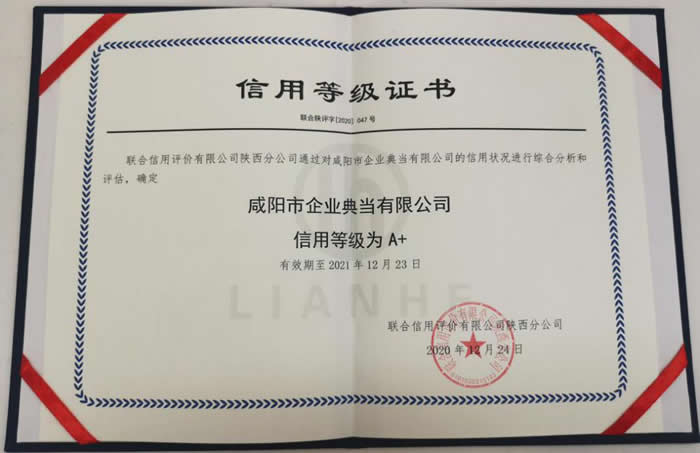 信用等级证书
联合陕评字[2020] 047 号
联合信用评价有限公司陕西分公司通过对咸阳市企业典当有限公司的信用状况进行综合分析和
评估，确定
咸阳市企业典当有限公司
信用等级为 A+
有效期至 2021 年 12 月 23 日
LIANHE
联合信用评价有限公司陕西分公司
2020 年 12 月 24 日